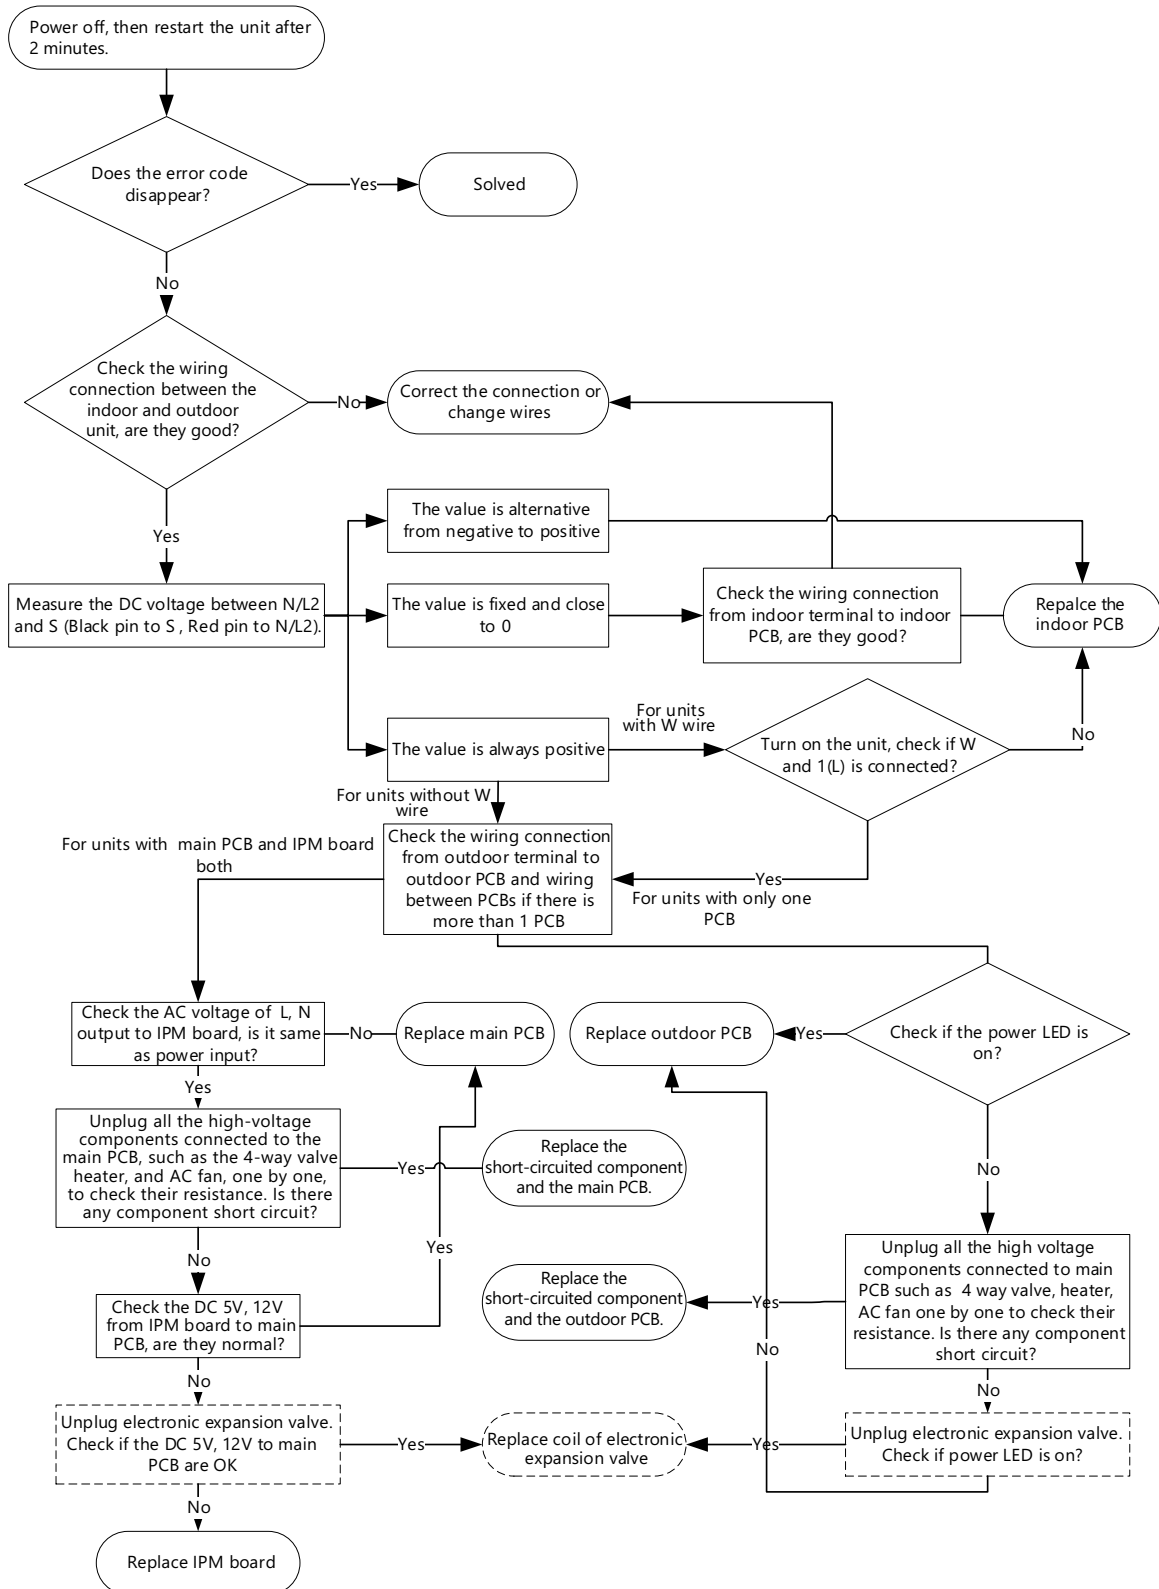 Power off, then restart the unit after
2 minutes.
Does the error code
disappear?
Yes
Solved
No
Check the wiring
connection between the
indoor and outdoor
unit, are they good?
No
Correct the connection or
change wires
Yes
The value is alternative
from negative to positive
Measure the DC voltage between N/L2
and S (Black pin to S , Red pin to N/L2).
The value is fixed and close
to 0
Check the wiring connection
from indoor terminal to indoor
PCB, are they good?
Repalce the
indoor PCB
The value is always positive
For units
with W wire
Turn on the unit, check if W
and 1(L) is connected?
No
For units without W
wire
For units with  main PCB and IPM board
both
Check the wiring connection
from outdoor terminal to
outdoor PCB and wiring
between PCBs if there is
more than 1 PCB
Yes
For units with only one
PCB
Check the AC voltage of  L, N
output to IPM board, is it same
as power input?
No
Replace main PCB
Replace outdoor PCB
Yes
Check if the power LED is
on?
Yes
Unplug all the high-voltage
components connected to the
main PCB, such as the 4-way valve
heater, and AC fan, one by one,
to check their resistance. Is there
any component short circuit?
Yes
Replace the
short-circuited component
and the main PCB.
No
Yes
No
Unplug all the high voltage
components connected to main
PCB such as  4 way valve, heater,
AC fan one by one to check their
resistance. Is there any component
short circuit?
Yes
Replace the
short-circuited component
and the outdoor PCB.
Check the DC 5V, 12V
from IPM board to main
PCB, are they normal?
No
No
No
Unplug electronic expansion valve.
Check if the DC 5V, 12V to main
PCB are OK
Yes
Replace coil of electronic
expansion valve
Yes
Unplug electronic expansion valve.
Check if power LED is on?
No
Replace IPM board